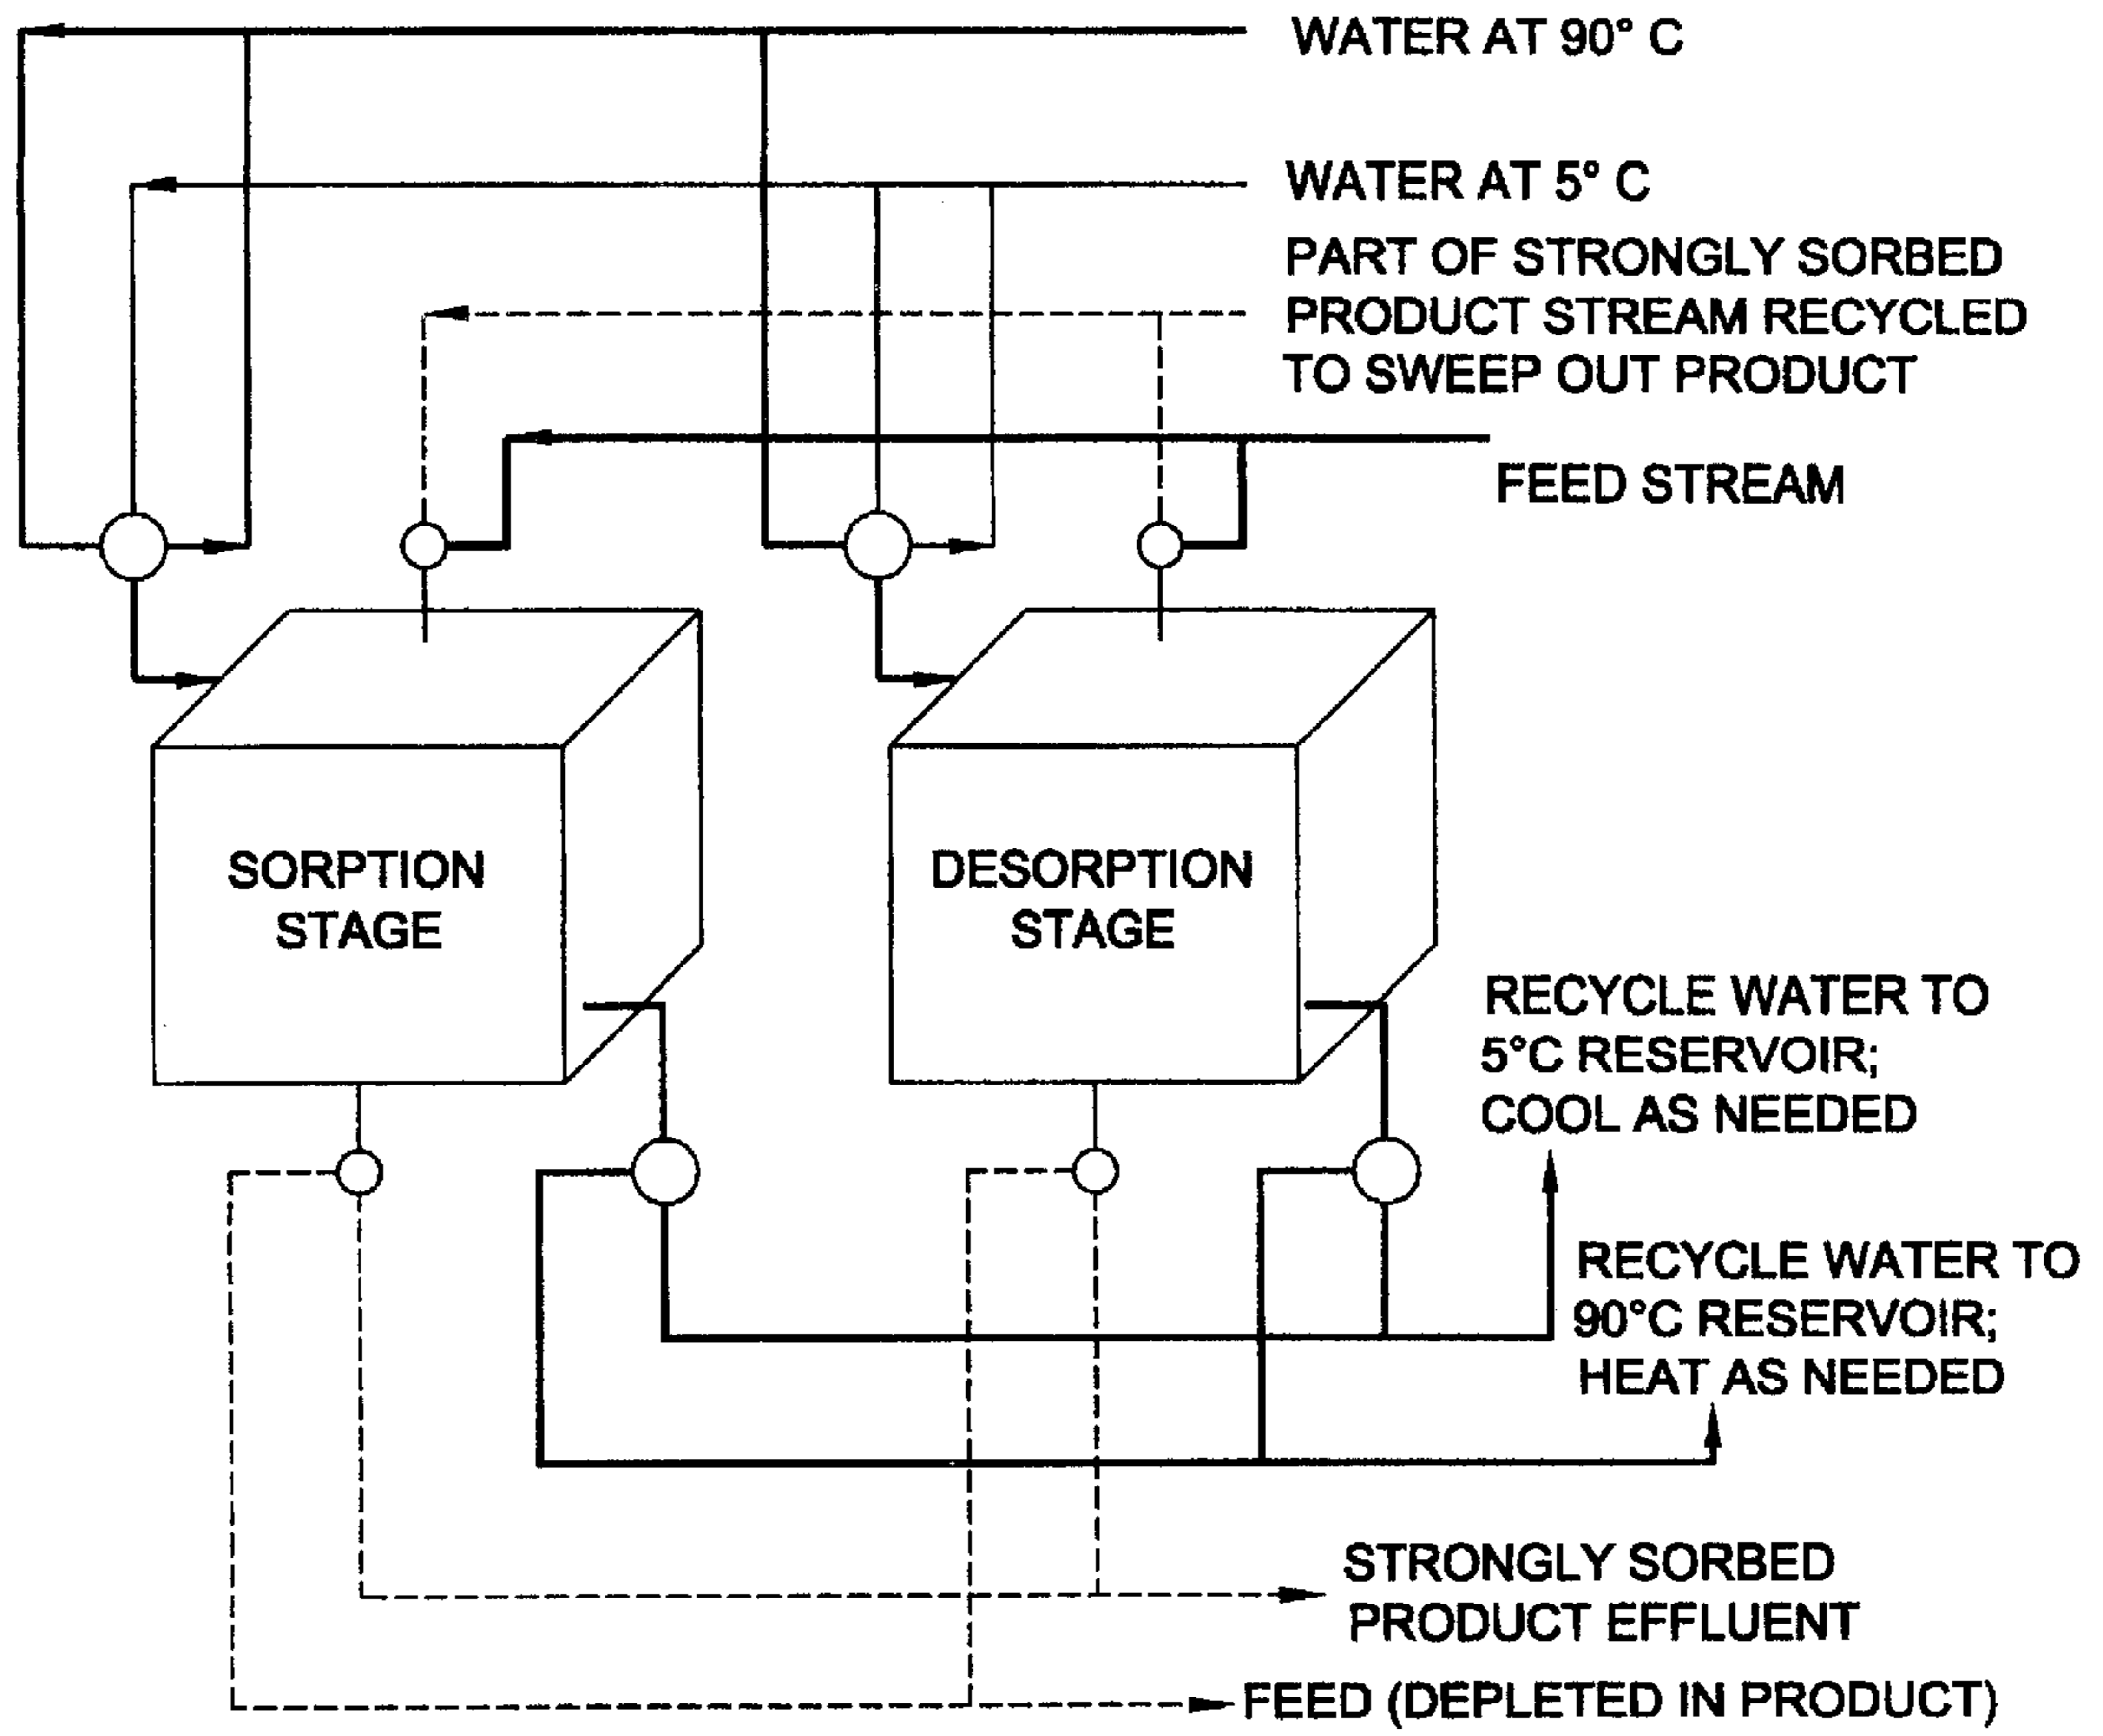 WATER AT 90° C
WATER AT 5° C
PART OF STRONGLY SORBED
PRODUCT STREAM RECYCLED
TO SWEEP OUT PRODUCT
FEED STREAM
SORPTION
STAGE
DESORPTION
STAGE
RECYCLE WATER TO
5°C RESERVOIR;
COOL AS NEEDED
RECYCLE WATER TO
90°C RESERVOIR;
HEAT AS NEEDED
STRONGLY SORBED
PRODUCT EFFLUENT
FEED (DEPLETED IN PRODUCT)